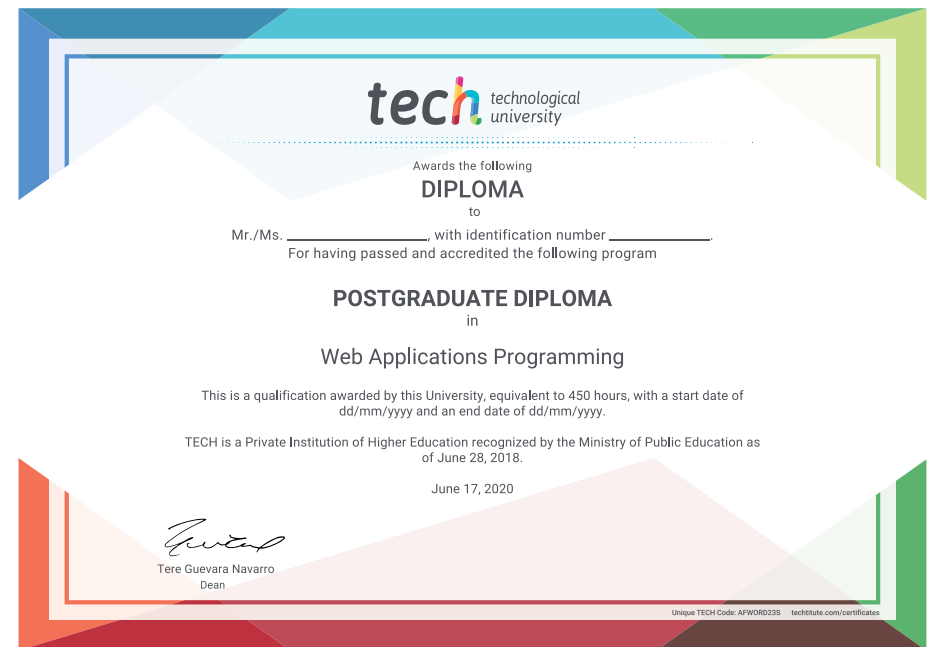 tech technological
university
Awards the following
DIPLOMA
to
Mr./Ms. ____________________, with identification number ______________.
For having passed and accredited the following program
POSTGRADUATE DIPLOMA
in
Web Applications Programming
This is a qualification awarded by this University, equivalent to 450 hours, with a start date of
dd/mm/yyyy and an end date of dd/mm/yyyy.
TECH is a Private Institution of Higher Education recognized by the Ministry of Public Education as
of June 28, 2018.
June 17, 2020
Tere Guevara Navarro
Dean
Unique TECH Code: AFWORD23S techtitute.com/certificates